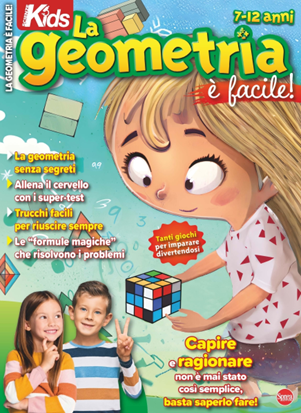 LA GEOMETRIA È FACILE!
Kids
7-12 anni
La
geometria
è facile!
La geometria
senza segreti
Allena il cervello
con i super-test
Trucchi facili
per riuscire sempre
Le "formule magiche"
che risolvono i problemi
Tanti giochi
per imparare
divertendosi
Capire
e ragionare
non è mai stato
così semplice,
basta saperlo fare!
Sprea